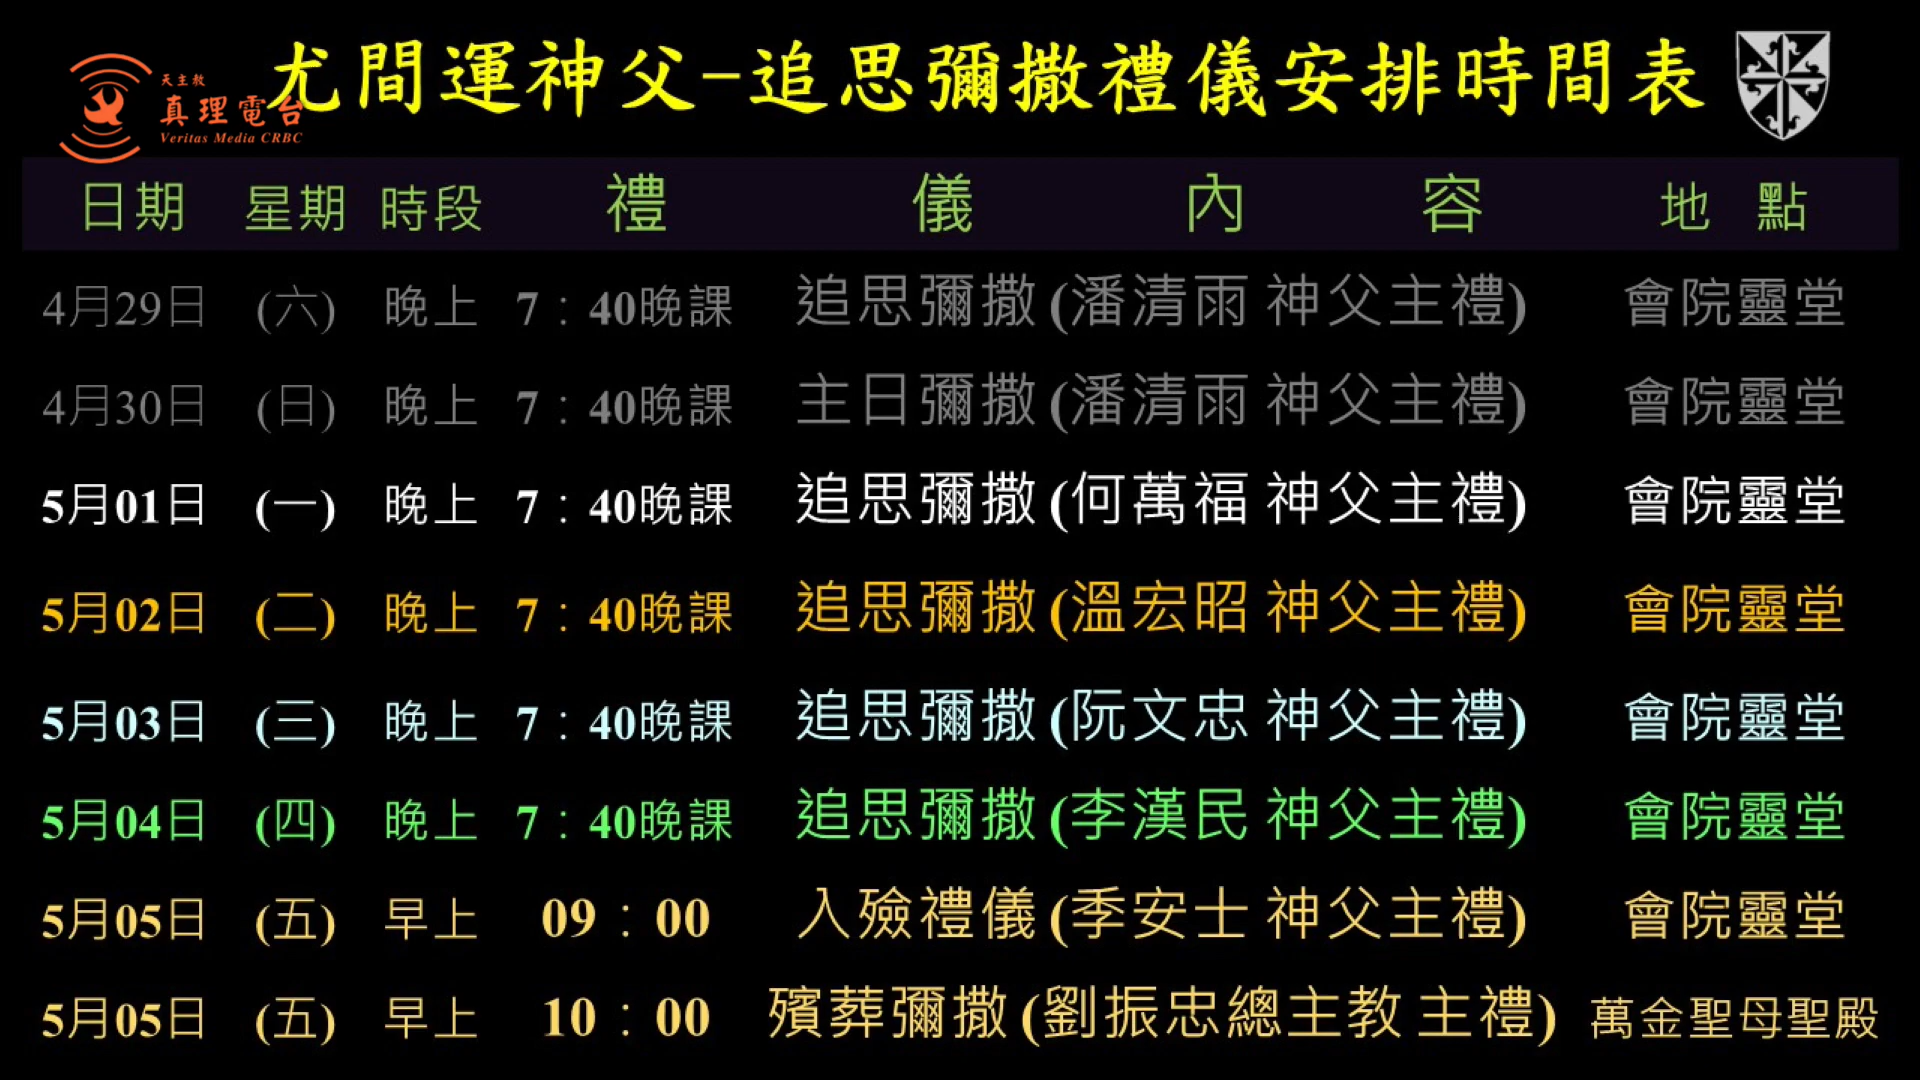 尤間運神父-追思彌撒禮儀安排時間表
天主教
真理電台
Veritas Media CRBC
日期 星期 時段 禮 儀 內 容 地 點
4月29日 (六) 晚上 7：40晚課 追思彌撒(潘清雨 神父主禮) 會院靈堂
4月30日 (日) 晚上 7：40晚課 主日彌撒(潘清雨 神父主禮) 會院靈堂
5月01日 (一) 晚上 7：40晚課 追思彌撒(何萬福 神父主禮) 會院靈堂
5月02日 (二) 晚上 7：40晚課 追思彌撒(溫宏昭 神父主禮) 會院靈堂
5月03日 (三) 晚上 7：40晚課 追思彌撒(阮文忠 神父主禮) 會院靈堂
5月04日 (四) 晚上 7：40晚課 追思彌撒(李漢民 神父主禮) 會院靈堂
5月05日 (五) 早上 09：00 入殮禮儀(季安士 神父主禮) 會院靈堂
5月05日 (五) 早上 10：00 殯葬彌撒(劉振忠總主教 主禮) 萬金聖母聖殿